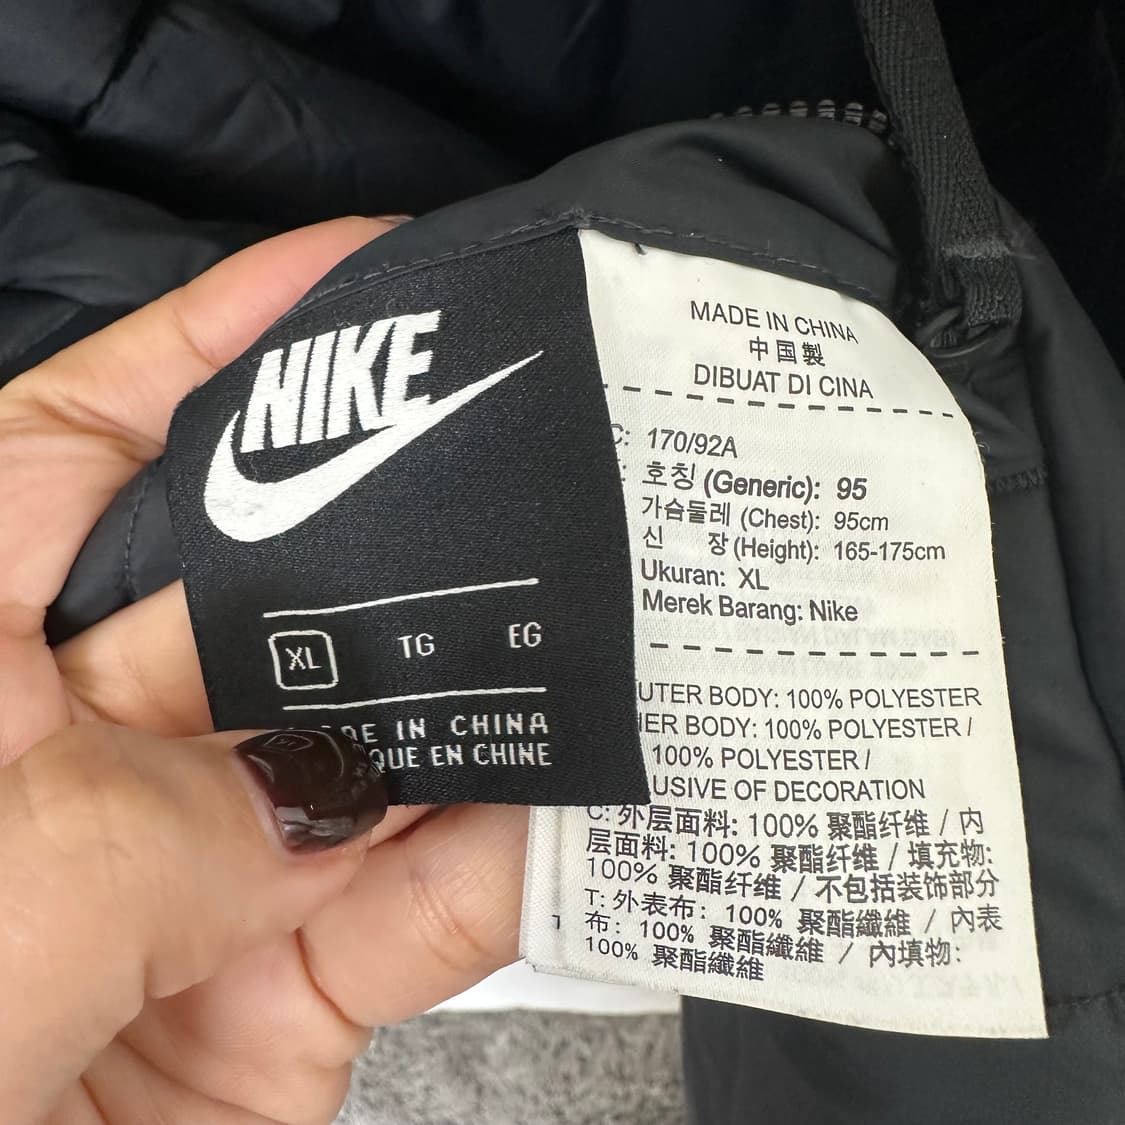 NIKE
XL TG EG
IN CHINA
EN CHINE
MADE IN CHINA
中国製
DIBUAT DI CINA
C: 170/92A
호칭 (Generic): 95
가슴둘레 (Chest): 95cm
신 장 (Height): 165-175cm
Ukuran: XL
Merek Barang: Nike
BODY: 100% POLYESTER
BODY: 100% POLYESTER /
100% POLYESTER /
OF DECORATION
C: 外层面料: 100% 聚酯纤维 / 内
层面料: 100% 聚酯纤维 / 填充物:
100% 聚酯纤维 / 不包括装饰部分
T: 外表布: 100% 聚酯纖維 / 內表
布: 100% 聚酯纖維 / 內填物:
100% 聚酯纖維